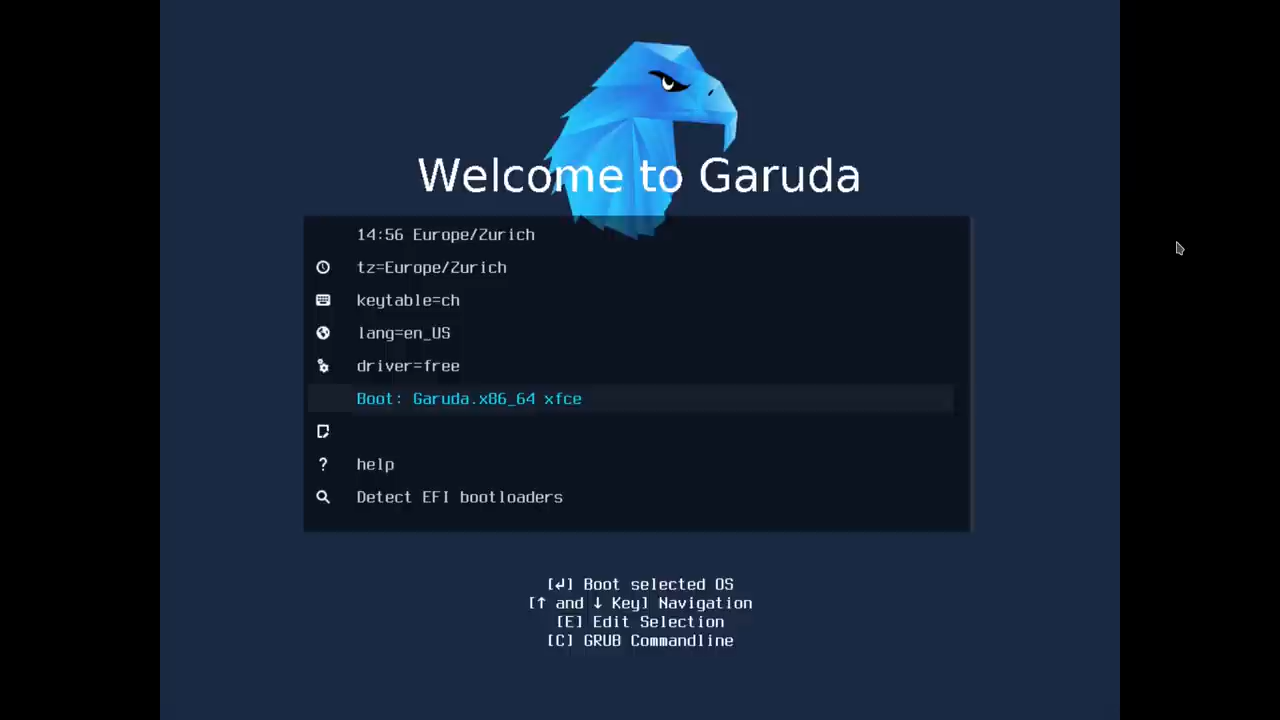 Welcome to Garuda
14:56 Europe/Zurich
tz=Europe/Zurich
keytable=ch
lang=en_US
driver=free
Boot: Garuda.x86_64 xfce
? help
Detect EFI bootloaders
[↲] Boot selected OS
[↑ and ↓ Key] Navigation
[E] Edit Selection
[C] GRUB Commandline